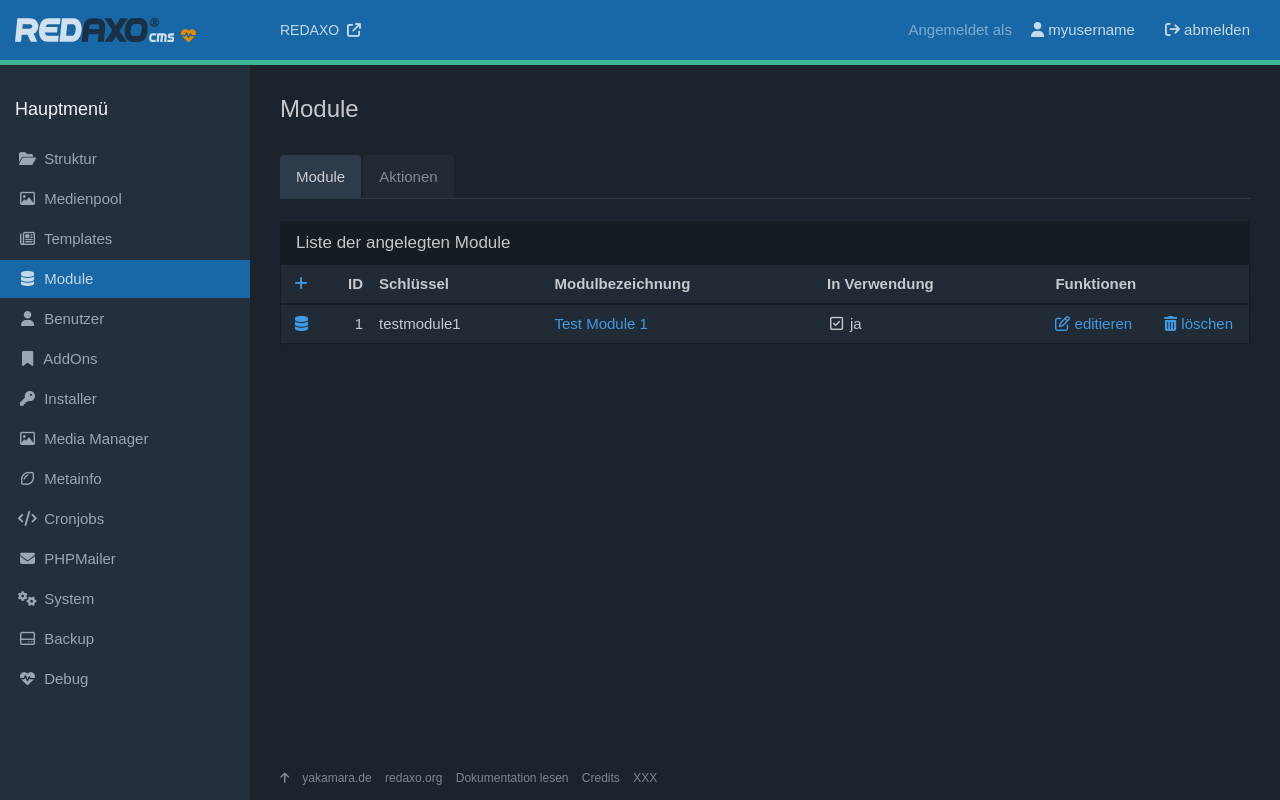 REDAXO® cms
REDAXO
Angemeldet als myusername abmelden
Hauptmenü
Struktur
Medienpool
Templates
Module
Benutzer
AddOns
Installer
Media Manager
Metainfo
Cronjobs
PHPMailer
System
Backup
Debug
Module
Module Aktionen
Liste der angelegten Module
ID Schlüssel Modulbezeichnung In Verwendung Funktionen
1 testmodule1 Test Module 1 ja editieren löschen
yakamara.de redaxo.org Dokumentation lesen Credits XXX